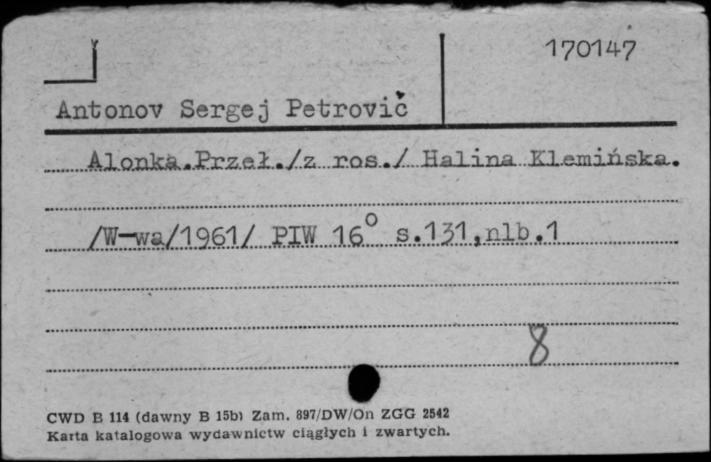 170147
Antonov Sergej Petrovič
Alonka.Przeł./z ros./ Halina Klemińska.
/W-wa/1961/ PIW 16° s.131,nlb.1
8
CWD B 114 (dawny B 15b) Zam. 897/DW/On ZGG 2542
Karta katalogowa wydawnictw ciągłych i zwartych.